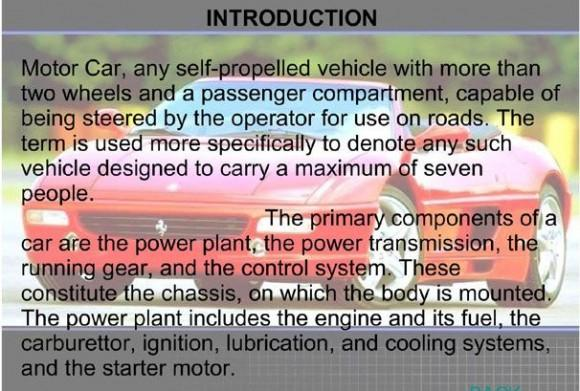 INTRODUCTION
Motor Car, any self-propelled vehicle with more than
two wheels and a passenger compartment, capable of
being steered by the operator for use on roads. The
term is used more specifically to denote any such
vehicle designed to carry a maximum of seven
people.
The primary components of a
car are the power plant, the power transmission, the
running gear, and the control system. These
constitute the chassis, on which the body is mounted.
The power plant includes the engine and its fuel, the
carburettor, ignition, lubrication, and cooling systems,
and the starter motor.